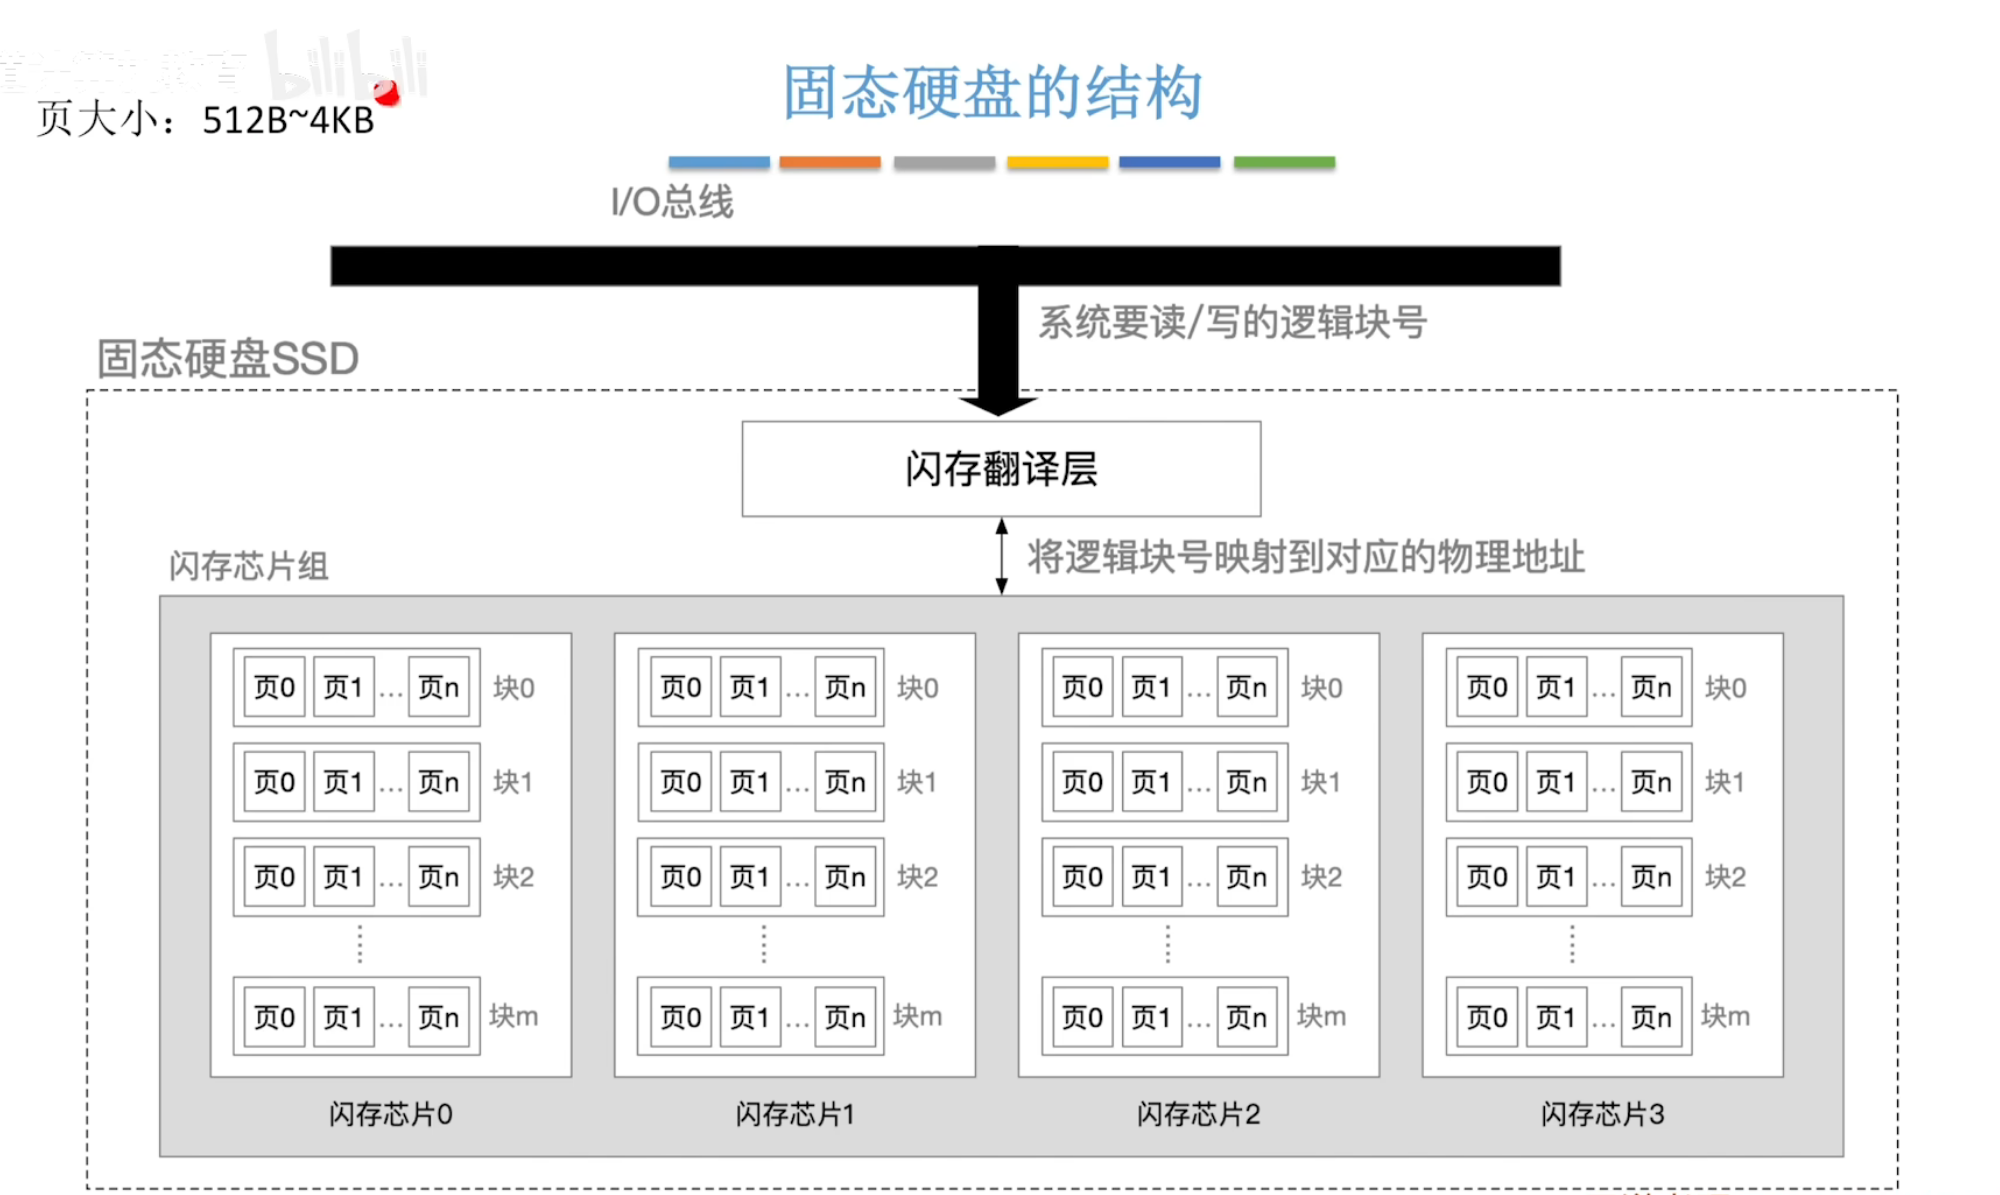 bilibili
页大小：512B~4KB
固态硬盘的结构
I/O总线
系统要读/写的逻辑块号
固态硬盘SSD
闪存翻译层
将逻辑块号映射到对应的物理地址
闪存芯片组
页0 页1 … 页n 块0 页0 页1 … 页n 块0 页0 页1 … 页n 块0 页0 页1 … 页n 块0
页0 页1 … 页n 块1 页0 页1 … 页n 块1 页0 页1 … 页n 块1 页0 页1 … 页n 块1
页0 页1 … 页n 块2 页0 页1 … 页n 块2 页0 页1 … 页n 块2 页0 页1 … 页n 块2
页0 页1 … 页n 块m 页0 页1 … 页n 块m 页0 页1 … 页n 块m 页0 页1 … 页n 块m
闪存芯片0 闪存芯片1 闪存芯片2 闪存芯片3